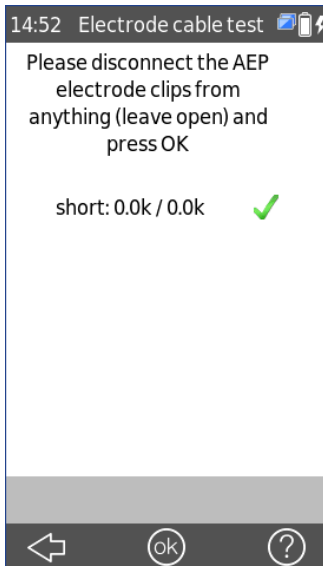 14:52 Electrode cable test
Please disconnect the AEP
electrode clips from
anything (leave open) and
press OK
short: 0.0k / 0.0k
ok ?